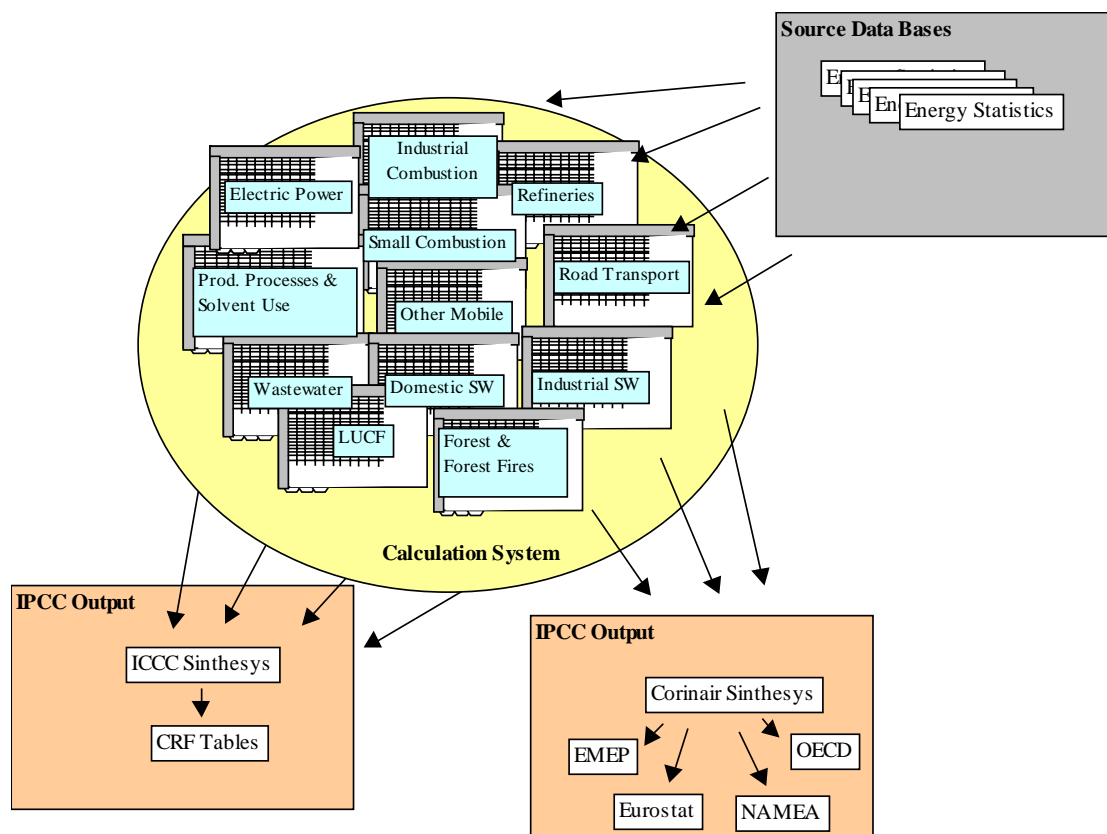 Source Data Bases
Energy Statistics
Industrial
Combustion
Electric Power
Refineries
Small Combustion
Road Transport
Prod. Processes &
Solvent Use
Other Mobile
Wastewater
Domestic SW
Industrial SW
LUCF
Forest &
Forest Fires
Calculation System
IPCC Output
ICCC Sinthesys
CRF Tables
IPCC Output
Corinair Sinthesys
EMEP
OECD
Eurostat
NAMEA